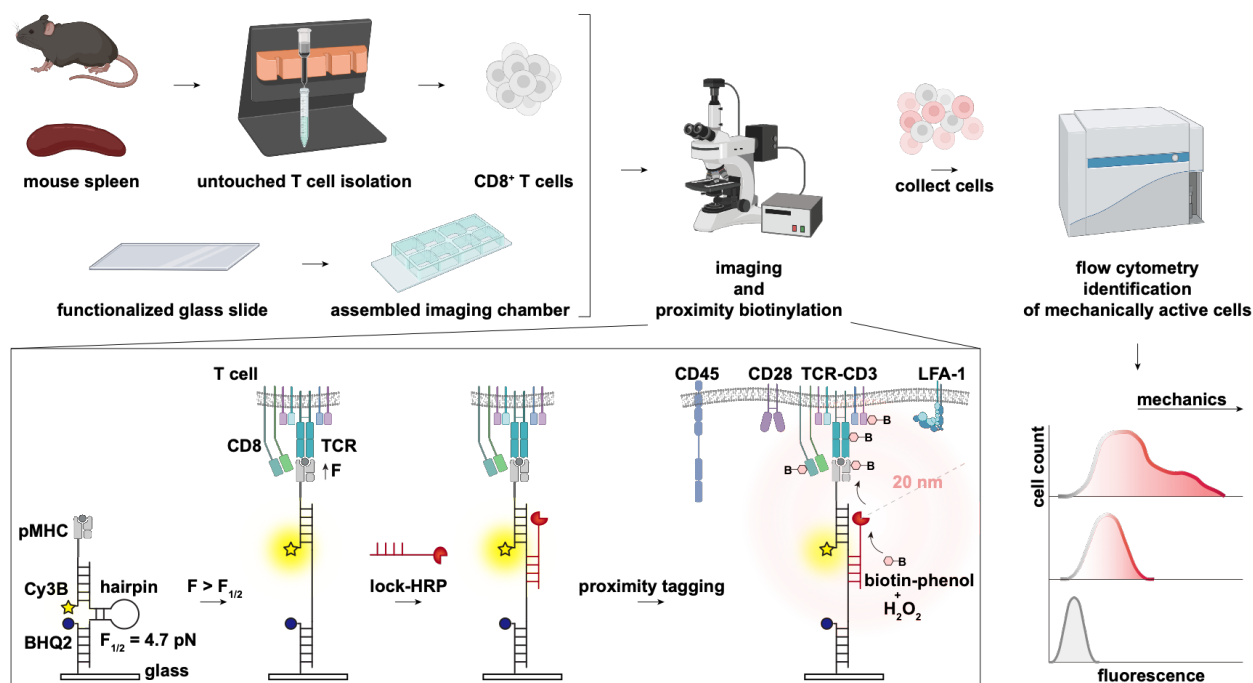 mouse spleen
untouched T cell isolation
CD8⁺ T cells
functionalized glass slide
assembled imaging chamber
imaging
and
proximity biotinylation
collect cells
flow cytometry
identification
of mechanically active cells
T cell
CD8
TCR
↑F
pMHC
Cy3B
hairpin
BHQ2
F₁/₂ = 4.7 pN
glass
F > F₁/₂
lock-HRP
proximity tagging
CD45
CD28
TCR-CD3
LFA-1
B
B
B
20 nm
B
biotin-phenol
+
H₂O₂
mechanics
cell count
fluorescence